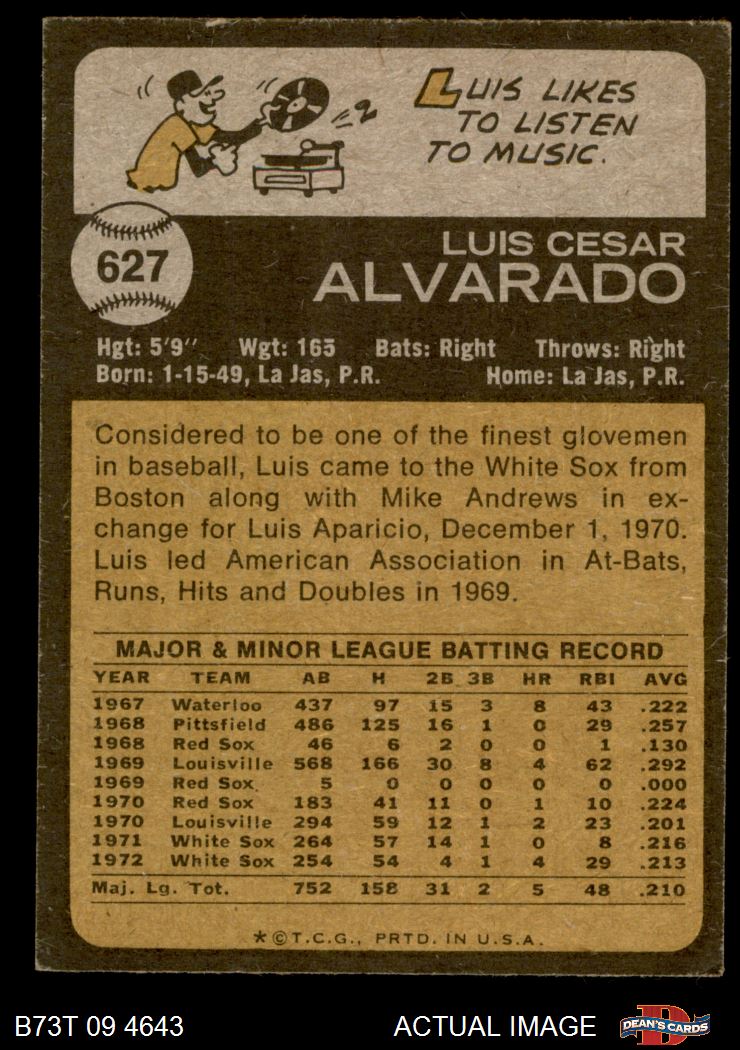 LUIS LIKES
TO LISTEN
TO MUSIC.
627
LUIS CESAR
ALVARADO
Hgt: 5'9" Wgt: 165 Bats: Right Throws: Right
Born: 1-15-49, La Jas, P.R. Home: La Jas, P.R.
Considered to be one of the finest glovemen
in baseball, Luis came to the White Sox from
Boston along with Mike Andrews in ex-
change for Luis Aparicio, December 1, 1970.
Luis led American Association in At-Bats,
Runs, Hits and Doubles in 1969.
MAJOR & MINOR LEAGUE BATTING RECORD
YEAR TEAM AB H 2B 3B HR RBI AVG
1967 Waterloo 437 97 15 3 8 43 .222
1968 Pittsfield 486 125 16 1 0 29 .257
1968 Red Sox 46 6 2 0 0 1 .130
1969 Louisville 568 166 30 8 4 62 .292
1969 Red Sox 5 0 0 0 0 0 .000
1970 Red Sox 183 41 11 0 1 10 .224
1970 Louisville 294 59 12 1 2 23 .201
1971 White Sox 264 57 14 1 0 8 .216
1972 White Sox 254 54 4 1 4 29 .213
Maj. Lg. Tot. 752 158 31 2 5 48 .210
*©T.C.G., PRTD. IN U.S.A.
B73T 09 4643 ACTUAL IMAGE DEAN'S CARDS